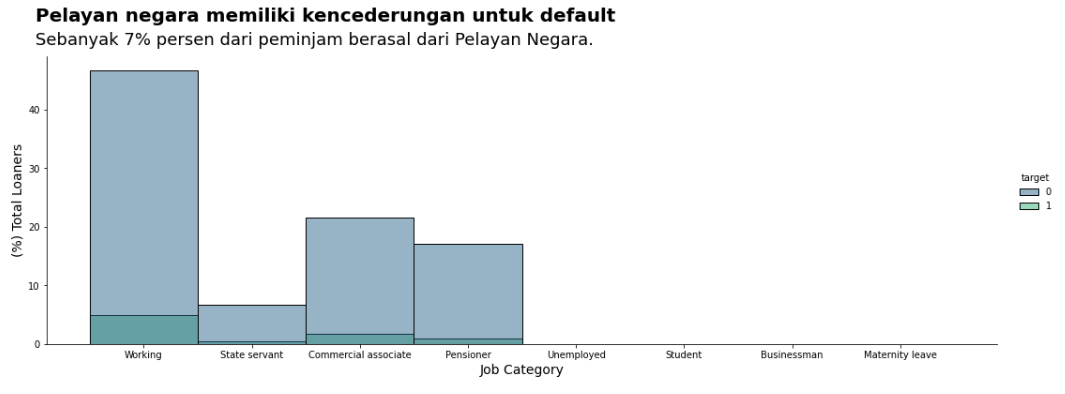 Pelayan negara memiliki kencederungan untuk default
Sebanyak 7% persen dari peminjam berasal dari Pelayan Negara.
(%) Total Loaners
40
30
20
10
0
Working State servant Commercial associate Pensioner Unemployed Student Businessman Maternity leave
Job Category
target
0
1